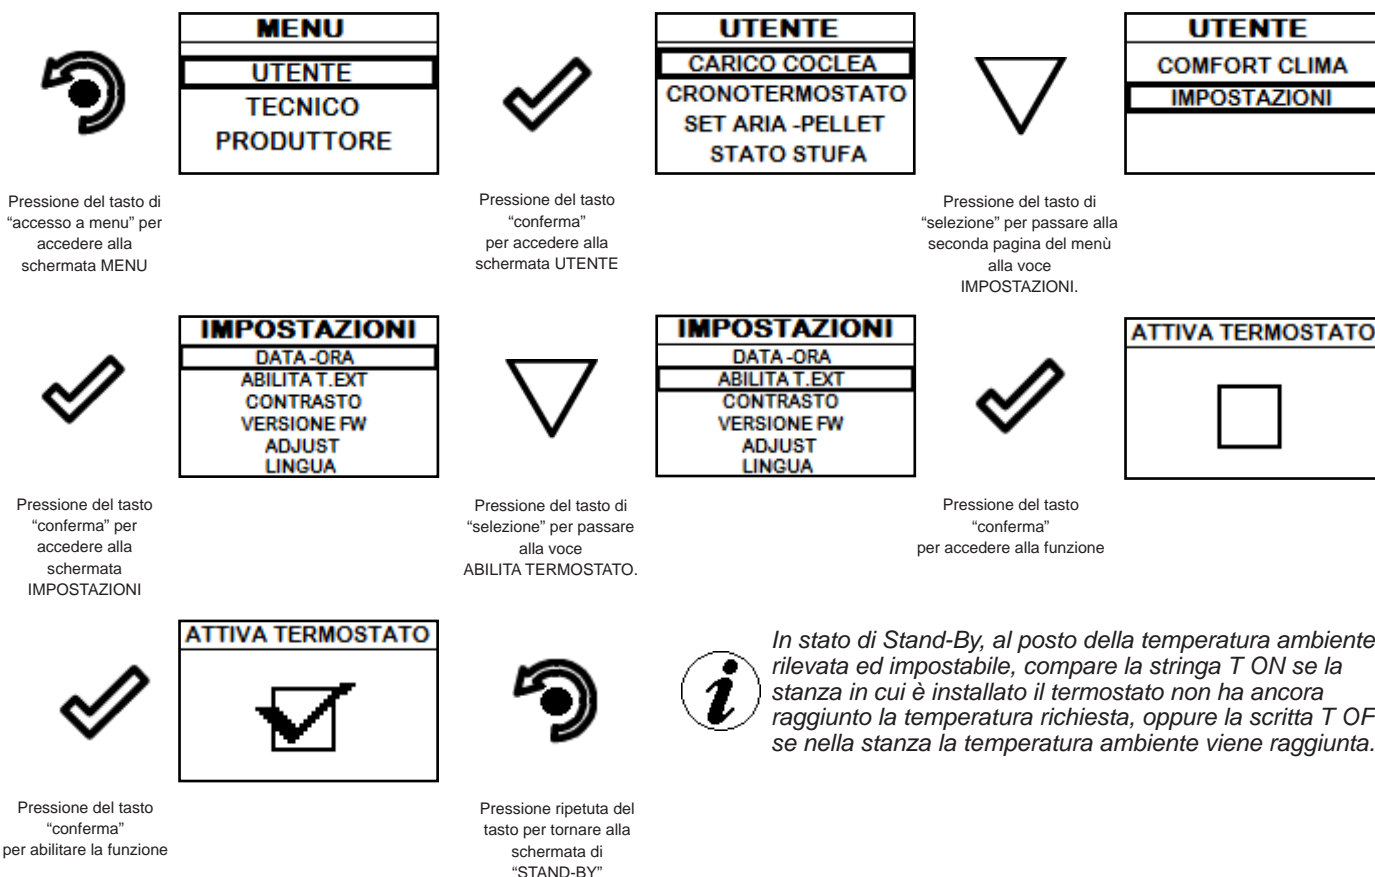 MENU
UTENTE
TECNICO
PRODUTTORE
UTENTE
CARICO COCLEA
CRONOTERMOSTATO
SET ARIA -PELLET
STATO STUFA
UTENTE
COMFORT CLIMA
IMPOSTAZIONI
Pressione del tasto di
“accesso a menu” per
accedere alla
schermata MENU
Pressione del tasto
“conferma”
per accedere alla
schermata UTENTE
Pressione del tasto di
“selezione” per passare alla
seconda pagina del menù
alla voce
IMPOSTAZIONI.
IMPOSTAZIONI
DATA -ORA
ABILITA T.EXT
CONTRASTO
VERSIONE FW
ADJUST
LINGUA
IMPOSTAZIONI
DATA -ORA
ABILITA T.EXT
CONTRASTO
VERSIONE FW
ADJUST
LINGUA
ATTIVA TERMOSTATO
Pressione del tasto
“conferma” per
accedere alla
schermata
IMPOSTAZIONI
Pressione del tasto di
“selezione” per passare
alla voce
ABILITA TERMOSTATO.
Pressione del tasto
“conferma”
per accedere alla funzione
ATTIVA TERMOSTATO
In stato di Stand-By, al posto della temperatura ambiente
rilevata ed impostabile, compare la stringa T ON se la
stanza in cui è installato il termostato non ha ancora
raggiunto la temperatura richiesta, oppure la scritta T OF
se nella stanza la temperatura ambiente viene raggiunta.
Pressione del tasto
“conferma”
per abilitare la funzione
Pressione ripetuta del
tasto per tornare alla
schermata di
“STAND-BY”